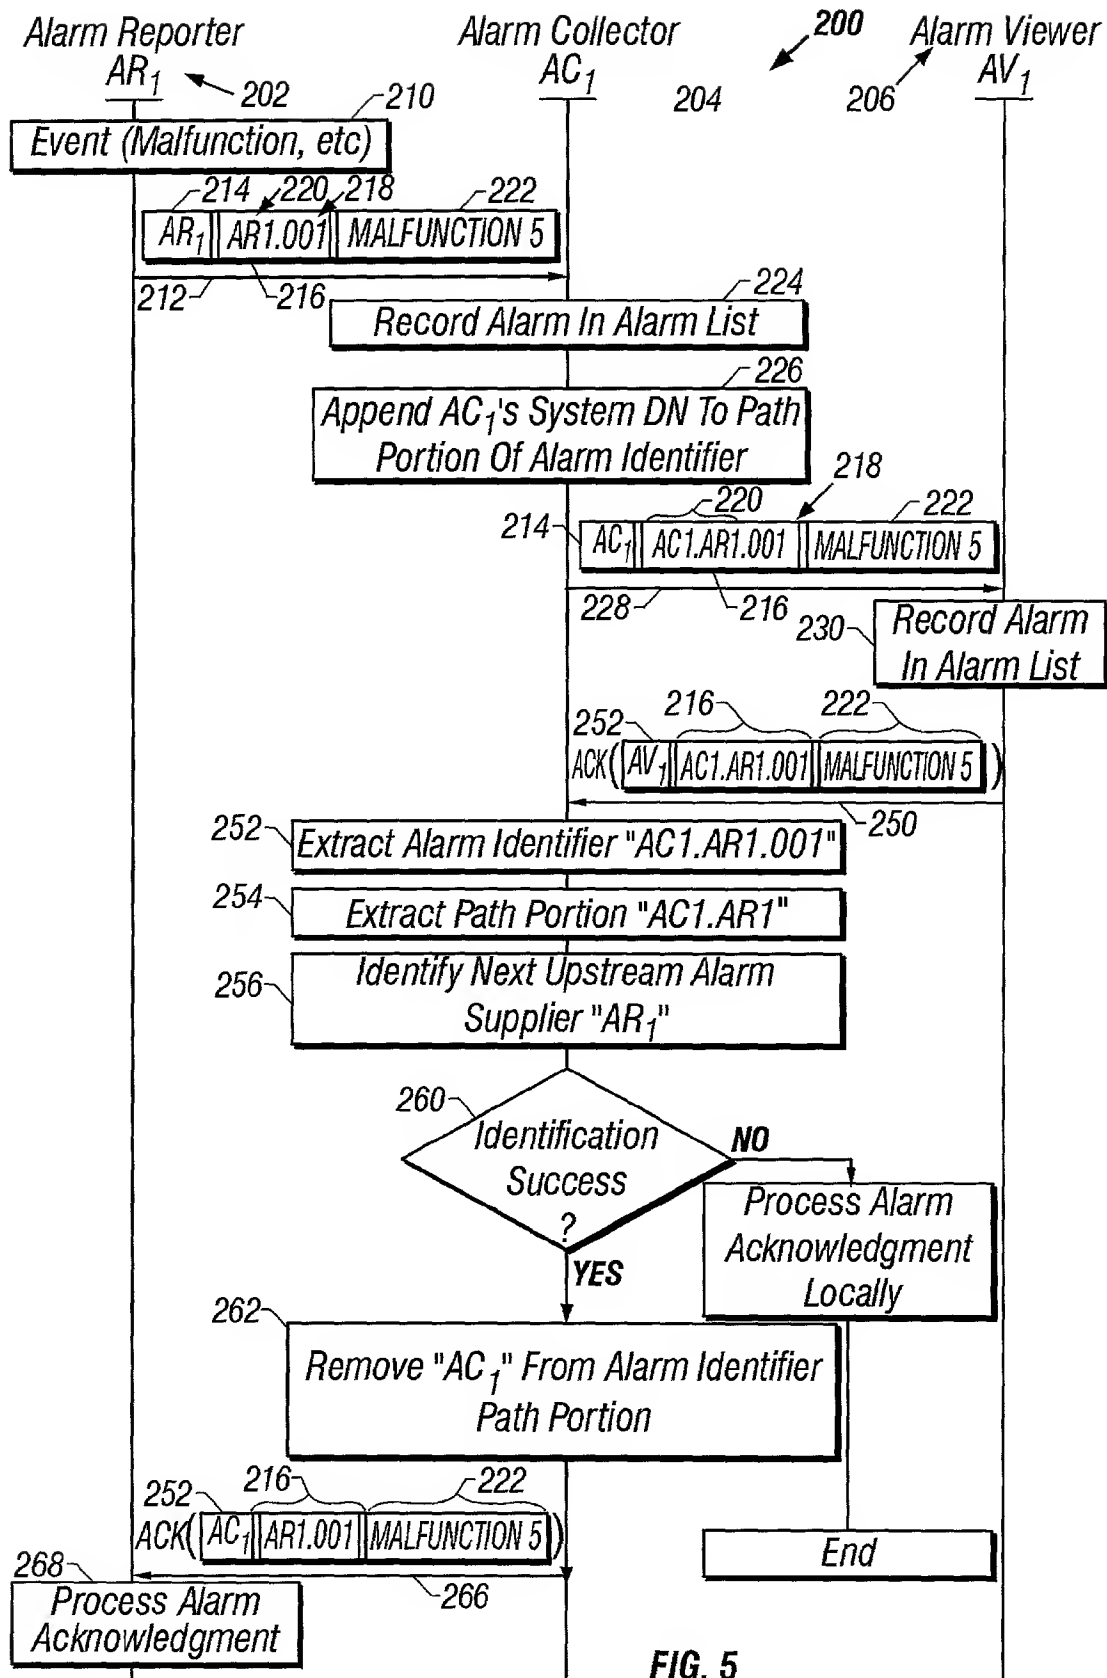 Alarm Reporter
AR1
202
Alarm Collector
AC1
204
200
Alarm Viewer
AV1
206
210
Event (Malfunction, etc)
214 220 218 222
AR1 AR1.001 MALFUNCTION 5
212 216
224
Record Alarm In Alarm List
226
Append AC1's System DN To Path
Portion Of Alarm Identifier
218
220 222
214 AC1 AC1.AR1.001 MALFUNCTION 5
228 216
230 Record Alarm
In Alarm List
252 216 222
ACK( AV1 AC1.AR1.001 MALFUNCTION 5 )
250
252 Extract Alarm Identifier "AC1.AR1.001"
254 Extract Path Portion "AC1.AR1"
256 Identify Next Upstream Alarm
Supplier "AR1"
260
Identification
Success
?
NO
YES
Process Alarm
Acknowledgment
Locally
262
Remove "AC1" From Alarm Identifier
Path Portion
252 216 222
ACK( AC1 AR1.001 MALFUNCTION 5 )
End
266
268
Process Alarm
Acknowledgment
FIG. 5